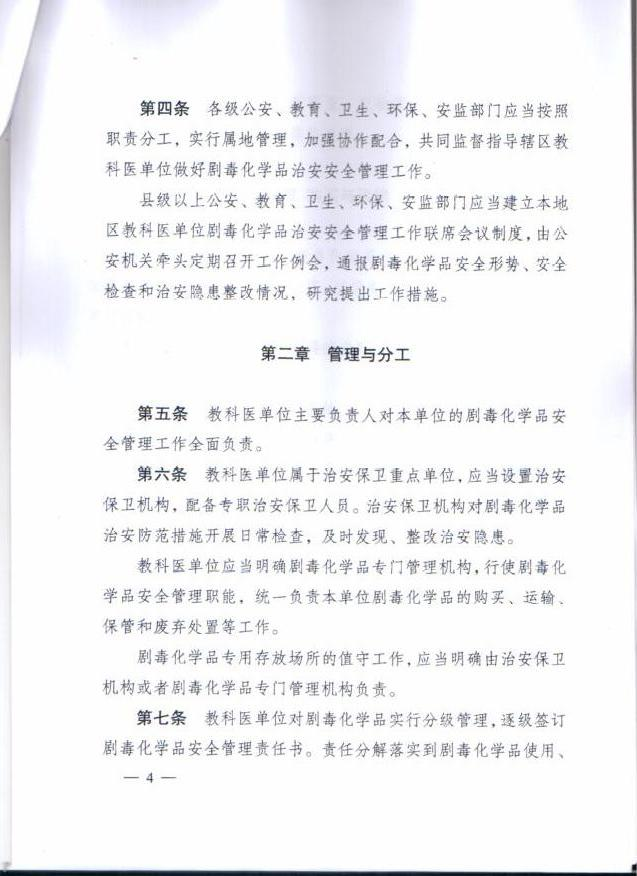 第四条　各级公安、教育、卫生、环保、安监部门应当按照
职责分工，实行属地管理，加强协作配合，共同监督指导辖区教
科医单位做好剧毒化学品治安安全管理工作。
县级以上公安、教育、卫生、环保、安监部门应当建立本地
区教科医单位剧毒化学品治安安全管理工作联席会议制度，由公
安机关牵头定期召开工作例会，通报剧毒化学品安全形势、安全
检查和治安隐患整改情况，研究提出工作措施。
第二章　管理与分工
第五条　教科医单位主要负责人对本单位的剧毒化学品安
全管理工作全面负责。
第六条　教科医单位属于治安保卫重点单位，应当设置治安
保卫机构，配备专职治安保卫人员。治安保卫机构对剧毒化学品
治安防范措施开展日常检查，及时发现、整改治安隐患。
教科医单位应当明确剧毒化学品专门管理机构，行使剧毒化
学品安全管理职能，统一负责本单位剧毒化学品的购买、运输、
保管和废弃处置等工作。
剧毒化学品专用存放场所的值守工作，应当明确由治安保卫
机构或者剧毒化学品专门管理机构负责。
第七条　教科医单位对剧毒化学品实行分级管理，逐级签订
剧毒化学品安全管理责任书。责任分解落实到剧毒化学品使用、
— 4 —